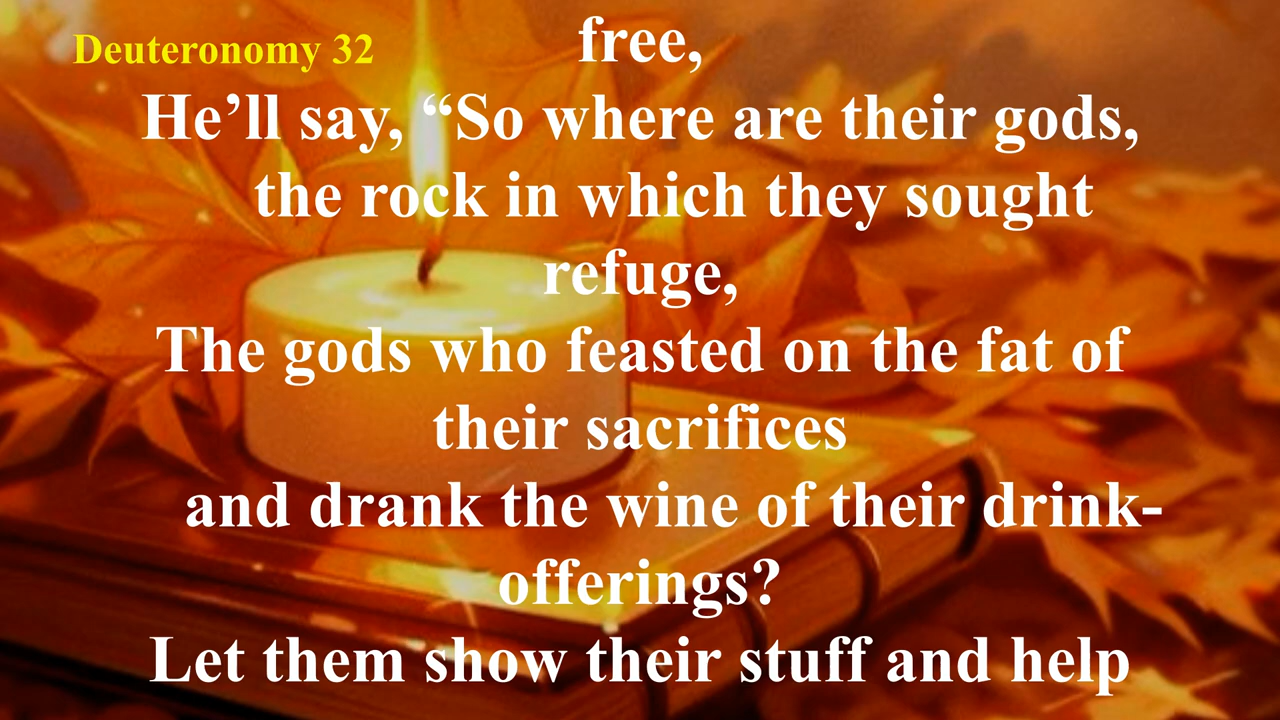 Deuteronomy 32
free,
He’ll say, “So where are their gods,
the rock in which they sought
refuge,
The gods who feasted on the fat of
their sacrifices
and drank the wine of their drink-
offerings?
Let them show their stuff and help